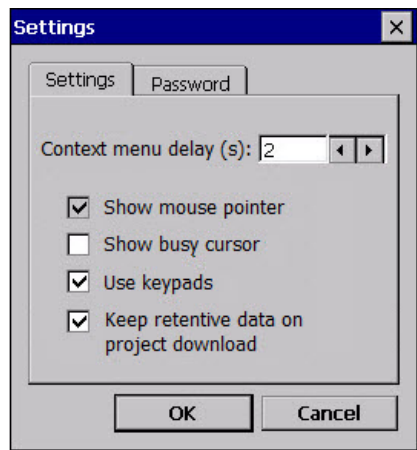 Settings
Settings Password
Context menu delay (s): 2
Show mouse pointer
Show busy cursor
Use keypads
Keep retentive data on
project download
OK Cancel